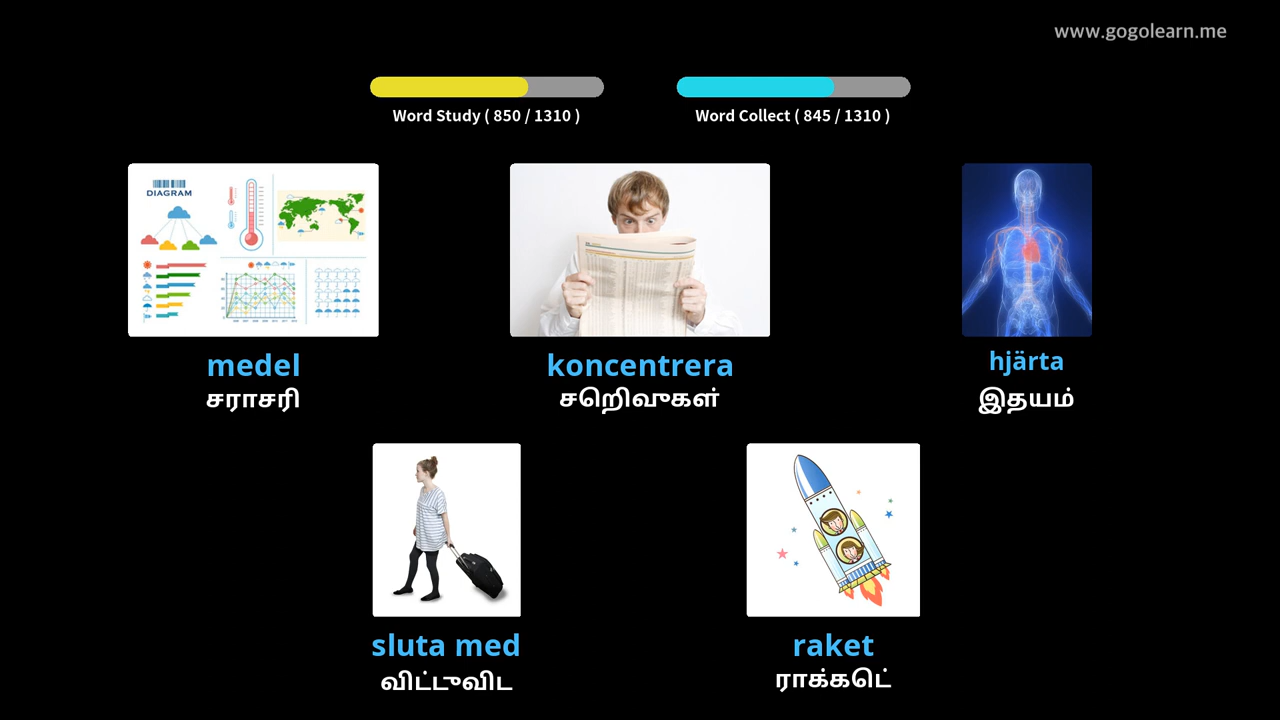 www.gogolearn.me
Word Study ( 850 / 1310 )
Word Collect ( 845 / 1310 )
DIAGRAM
medel
சராசரி
koncentrera
சறெிவுகள்
hjärta
இதயம்
sluta med
விட்டுவிட
raket
ராக்கடெ்